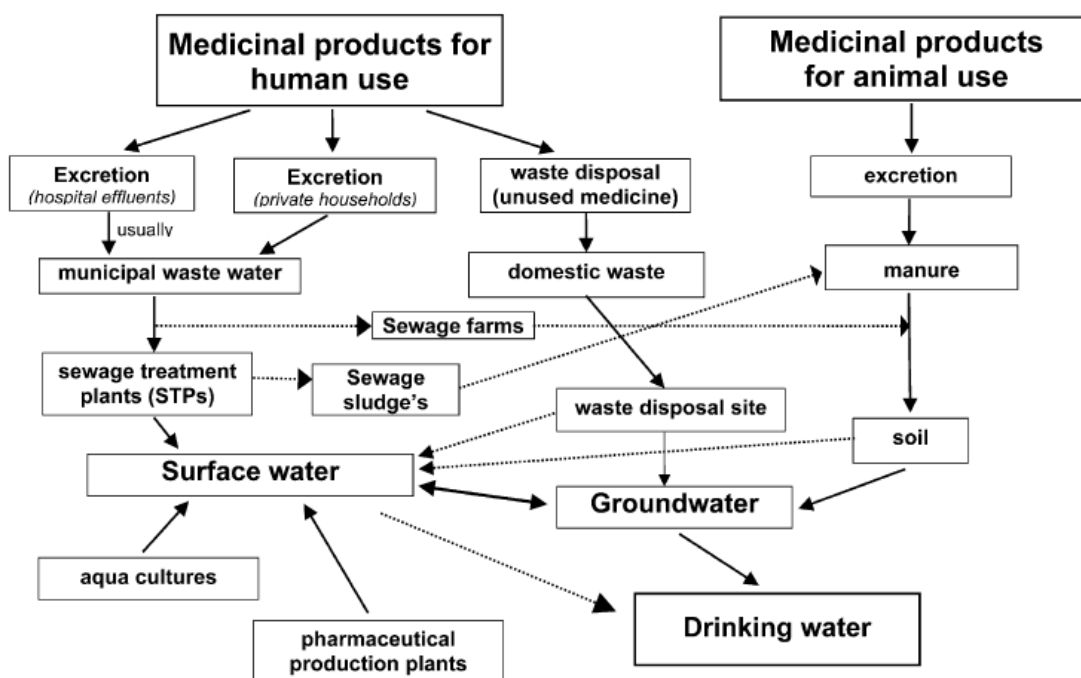 Medicinal products for
human use
Medicinal products
for animal use
Excretion
(hospital effluents)
Excretion
(private households)
waste disposal
(unused medicine)
excretion
usually
municipal waste water
domestic waste
manure
Sewage farms
sewage treatment
plants (STPs)
Sewage
sludge's
waste disposal site
soil
Surface water
Groundwater
aqua cultures
Drinking water
pharmaceutical
production plants